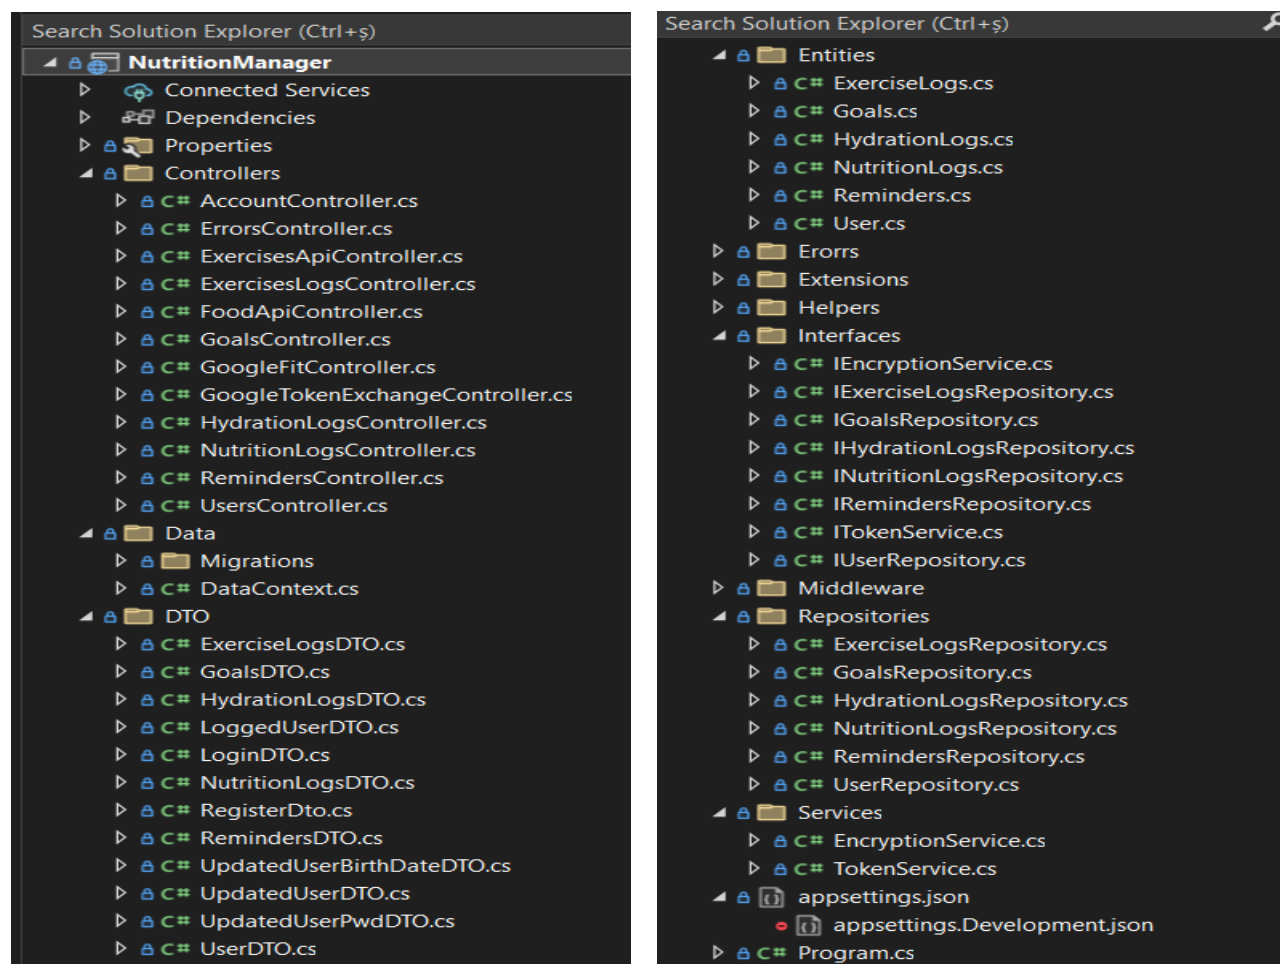 Search Solution Explorer (Ctrl+ș)
NutritionManager
Connected Services
Dependencies
Properties
Controllers
C# AccountController.cs
C# ErrorsController.cs
C# ExercisesApiController.cs
C# ExercisesLogsController.cs
C# FoodApiController.cs
C# GoalsController.cs
C# GoogleFitController.cs
C# GoogleTokenExchangeController.cs
C# HydrationLogsController.cs
C# NutritionLogsController.cs
C# RemindersController.cs
C# UsersController.cs
Data
Migrations
C# DataContext.cs
DTO
C# ExerciseLogsDTO.cs
C# GoalsDTO.cs
C# HydrationLogsDTO.cs
C# LoggedUserDTO.cs
C# LoginDTO.cs
C# NutritionLogsDTO.cs
C# RegisterDto.cs
C# RemindersDTO.cs
C# UpdatedUserBirthDateDTO.cs
C# UpdatedUserDTO.cs
C# UpdatedUserPwdDTO.cs
C# UserDTO.cs
Search Solution Explorer (Ctrl+ș)
Entities
C# ExerciseLogs.cs
C# Goals.cs
C# HydrationLogs.cs
C# NutritionLogs.cs
C# Reminders.cs
C# User.cs
Erorrs
Extensions
Helpers
Interfaces
C# IEncryptionService.cs
C# IExerciseLogsRepository.cs
C# IGoalsRepository.cs
C# IHydrationLogsRepository.cs
C# INutritionLogsRepository.cs
C# IRemindersRepository.cs
C# ITokenService.cs
C# IUserRepository.cs
Middleware
Repositories
C# ExerciseLogsRepository.cs
C# GoalsRepository.cs
C# HydrationLogsRepository.cs
C# NutritionLogsRepository.cs
C# RemindersRepository.cs
C# UserRepository.cs
Services
C# EncryptionService.cs
C# TokenService.cs
appsettings.json
appsettings.Development.json
C# Program.cs